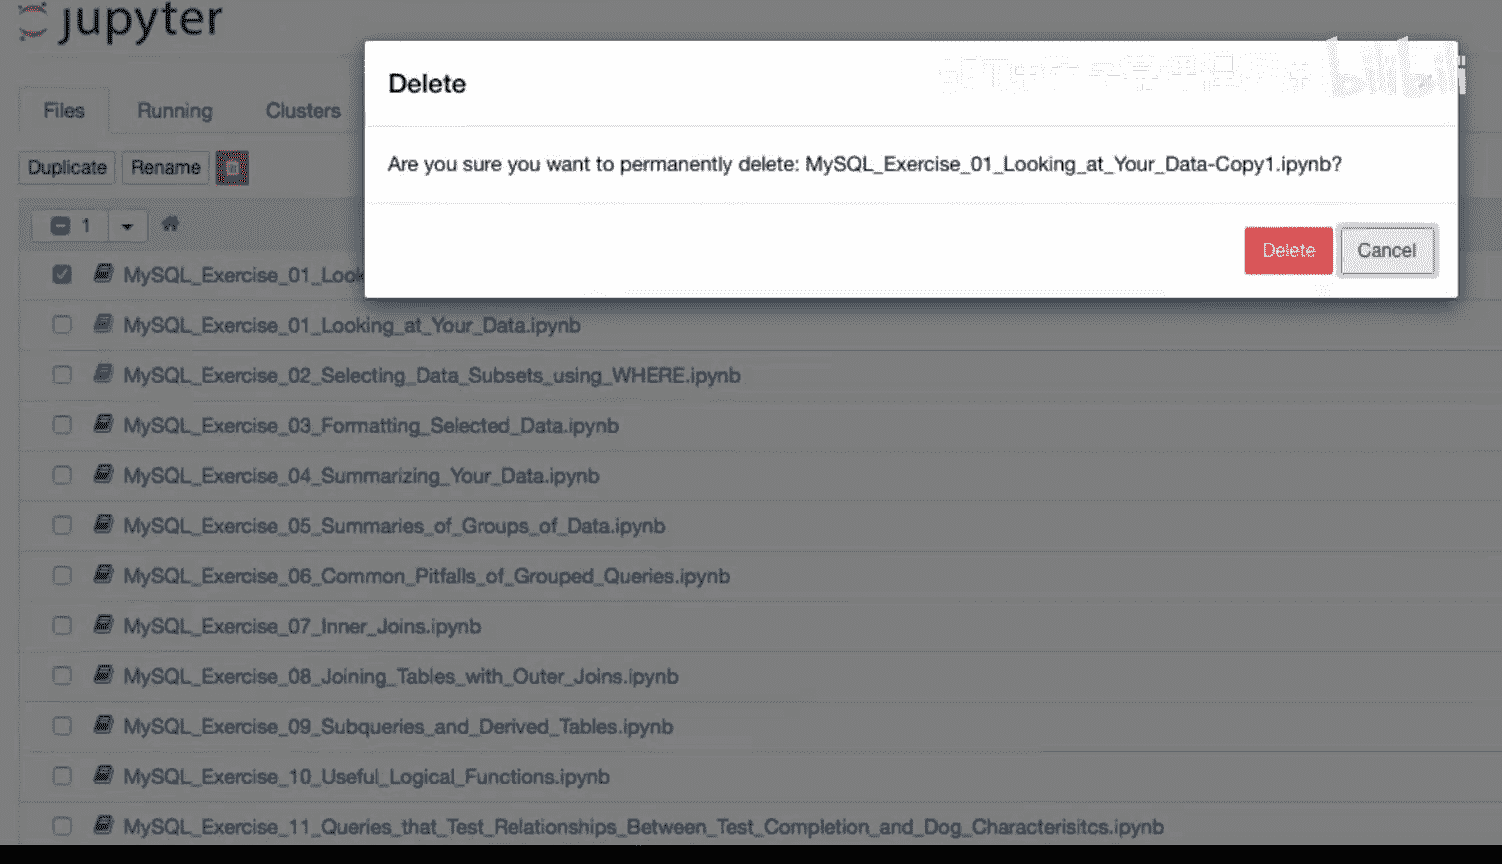 jupyter
Delete
bilibili
Files Running Clusters
Are you sure you want to permanently delete: MySQL_Exercise_01_Looking_at_Your_Data-Copy1.ipynb?
Duplicate Rename
1
Delete Cancel
MySQL_Exercise_01_Look
MySQL_Exercise_01_Looking_at_Your_Data.ipynb
MySQL_Exercise_02_Selecting_Data_Subsets_using_WHERE.ipynb
MySQL_Exercise_03_Formatting_Selected_Data.ipynb
MySQL_Exercise_04_Summarizing_Your_Data.ipynb
MySQL_Exercise_05_Summaries_of_Groups_of_Data.ipynb
MySQL_Exercise_06_Common_Pitfalls_of_Grouped_Queries.ipynb
MySQL_Exercise_07_Inner_Joins.ipynb
MySQL_Exercise_08_Joining_Tables_with_Outer_Joins.ipynb
MySQL_Exercise_09_Subqueries_and_Derived_Tables.ipynb
MySQL_Exercise_10_Useful_Logical_Functions.ipynb
MySQL_Exercise_11_Queries_that_Test_Relationships_Between_Test_Completion_and_Dog_Characterisitcs.ipynb